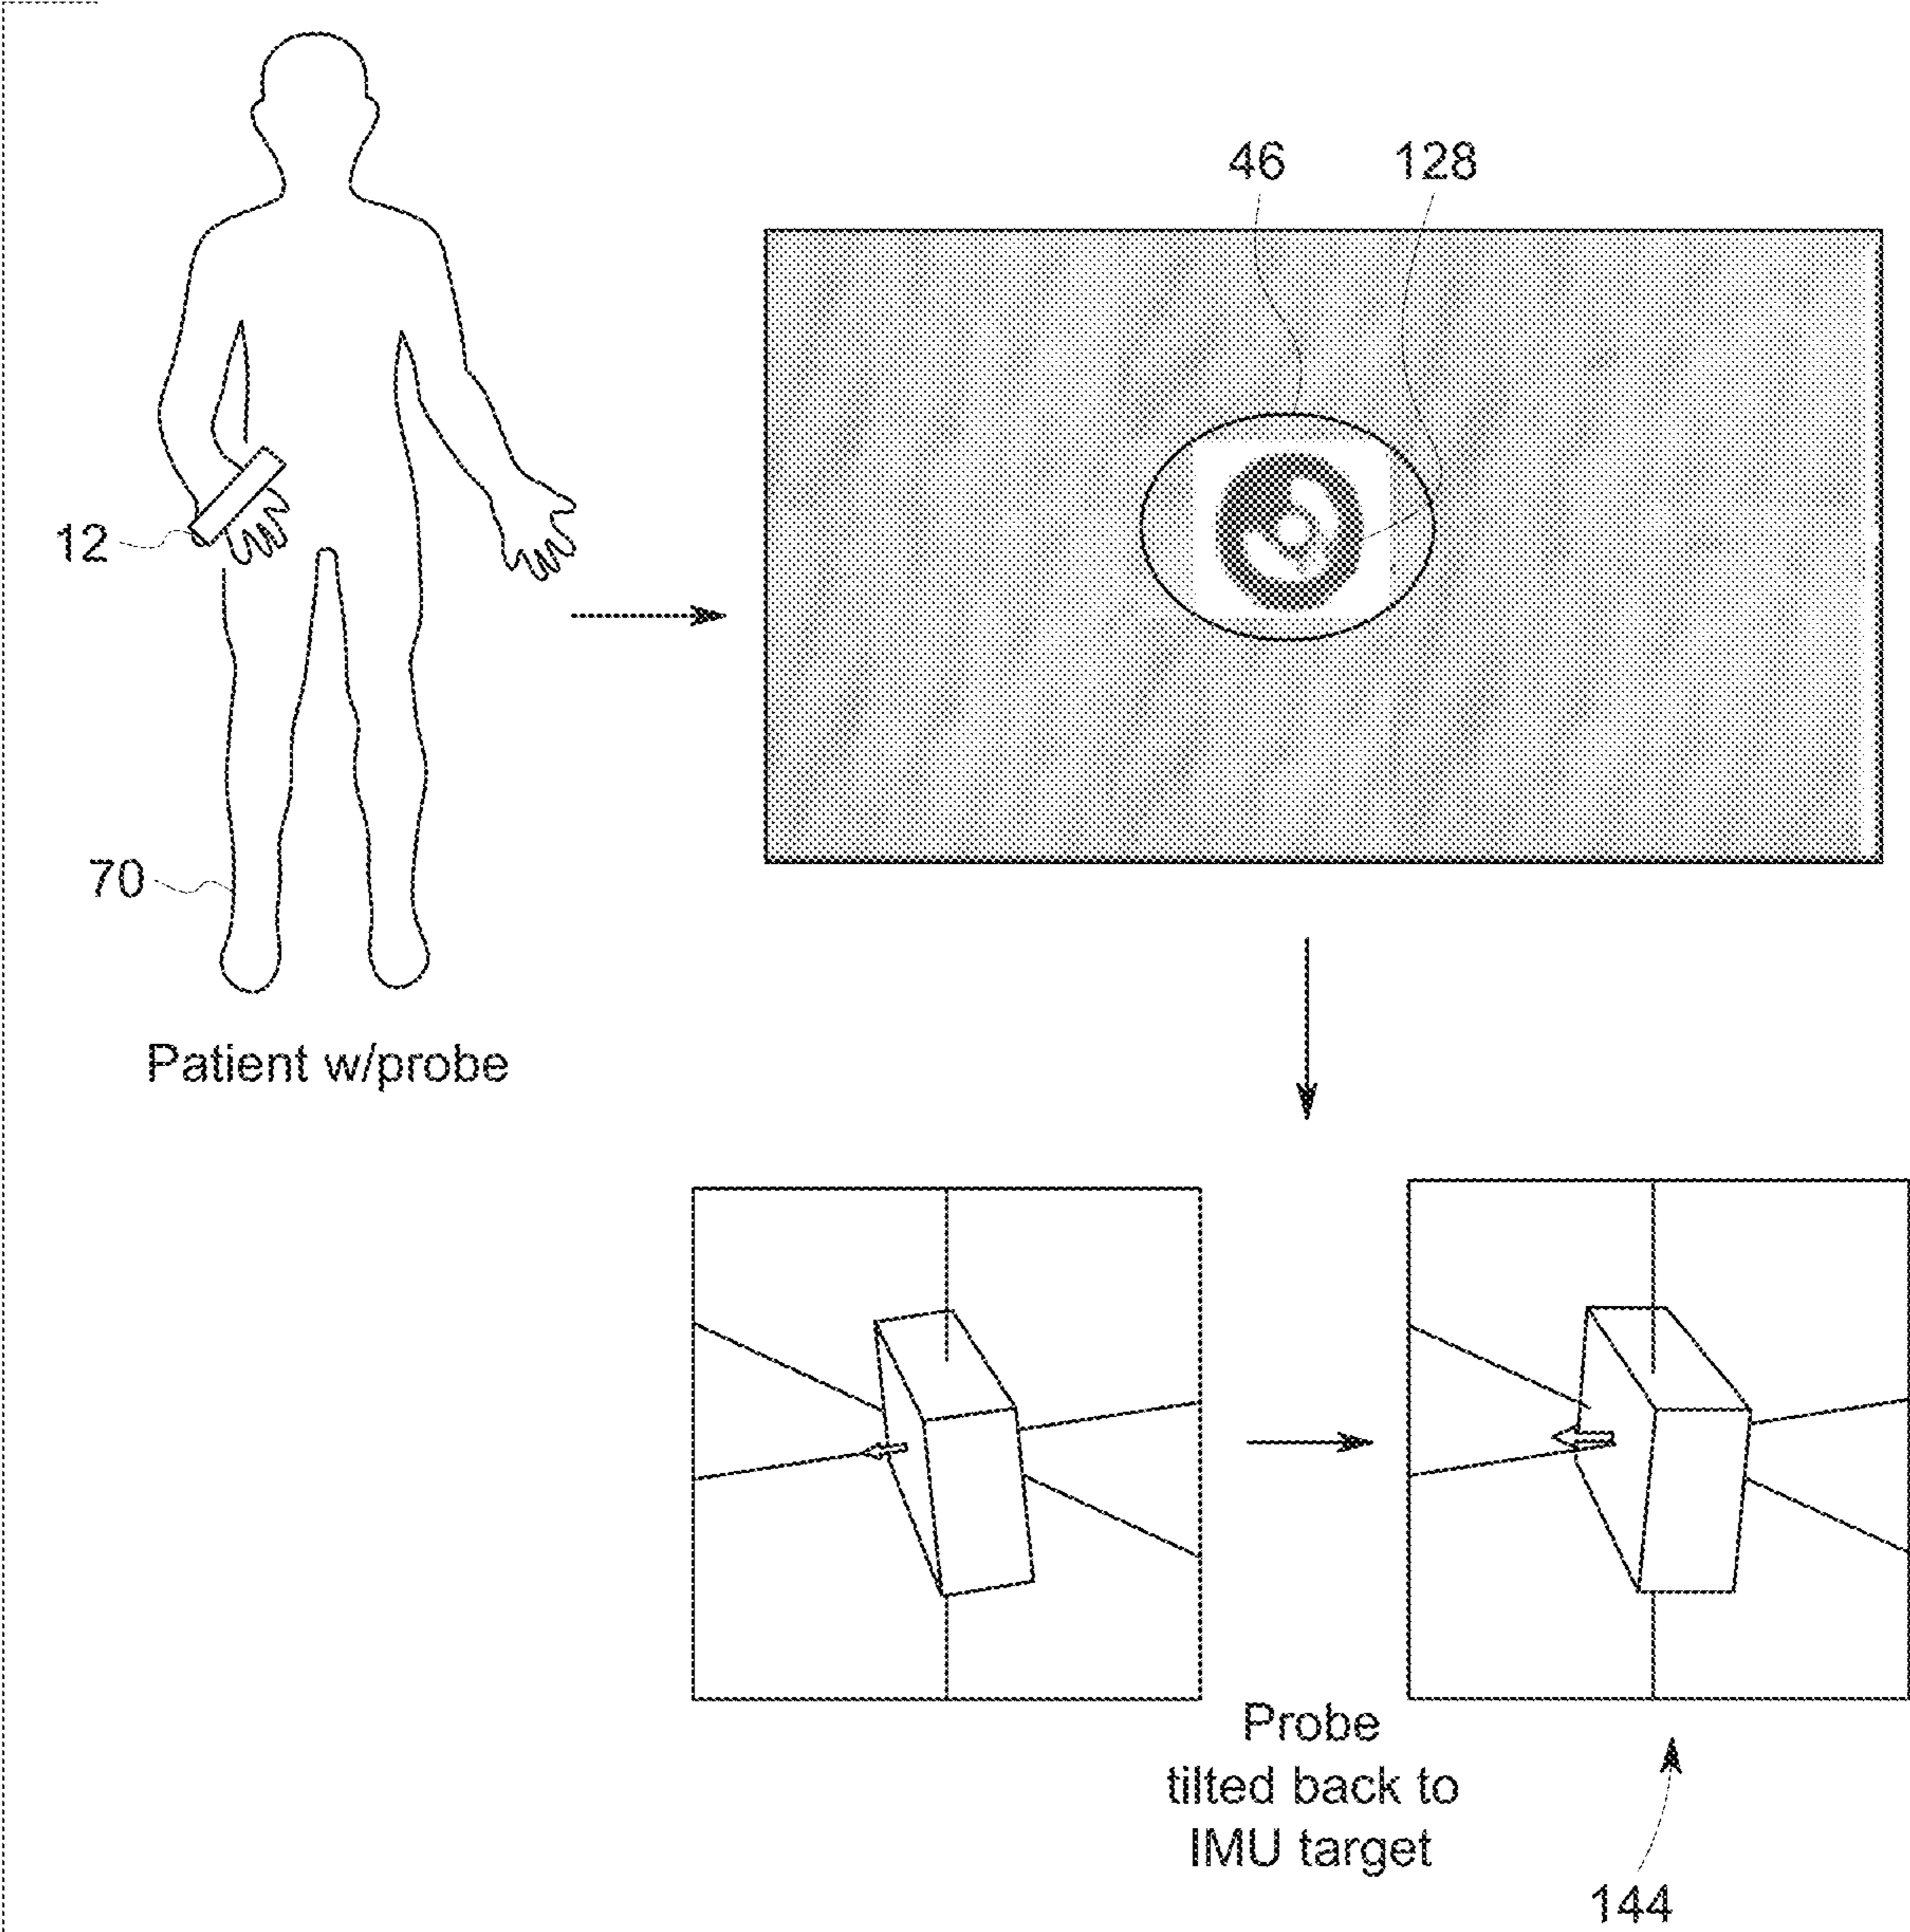 46
128
12
70
Patient w/probe
Probe
tilted back to
IMU target
144